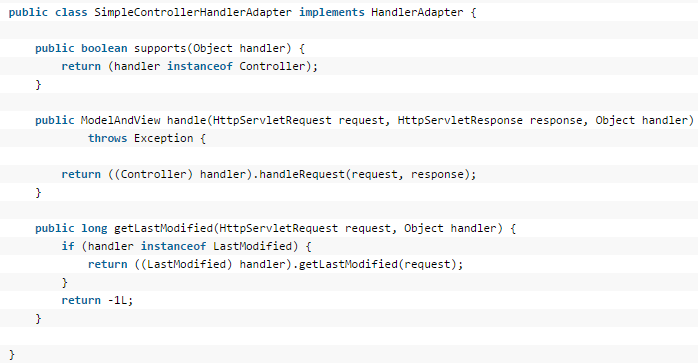 public class SimpleControllerHandlerAdapter implements HandlerAdapter {
public boolean supports(Object handler) {
return (handler instanceof Controller);
}
public ModelAndView handle(HttpServletRequest request, HttpServletResponse response, Object handler)
throws Exception {
return ((Controller) handler).handleRequest(request, response);
}
public long getLastModified(HttpServletRequest request, Object handler) {
if (handler instanceof LastModified) {
return ((LastModified) handler).getLastModified(request);
}
return -1L;
}
}